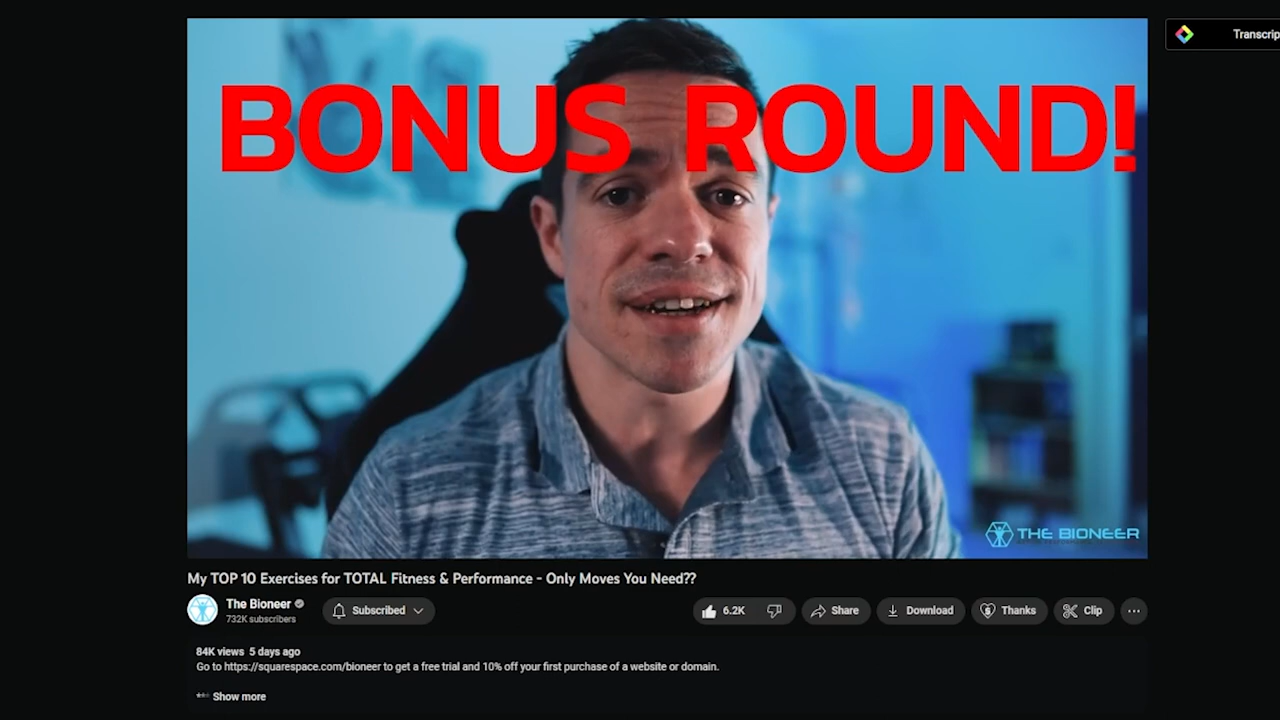 Transcrip
BONUS ROUND!
THE BIONEER
My TOP 10 Exercises for TOTAL Fitness & Performance - Only Moves You Need??
The Bioneer
732K subscribers
Subscribed
6.2K
Share
Download
Thanks
Clip
84K views 5 days ago
Go to https://squarespace.com/bioneer to get a free trial and 10% off your first purchase of a website or domain.
Show more